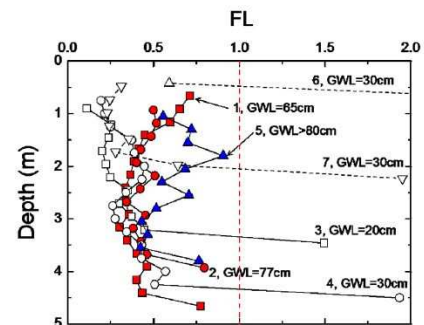 FL
0.0 0.5 1.0 1.5 2.0
0
1
2
3
4
5
Depth (m)
6, GWL=30cm
1, GWL=65cm
5, GWL>80cm
7, GWL=30cm
3, GWL=20cm
2, GWL=77cm
4, GWL=30cm